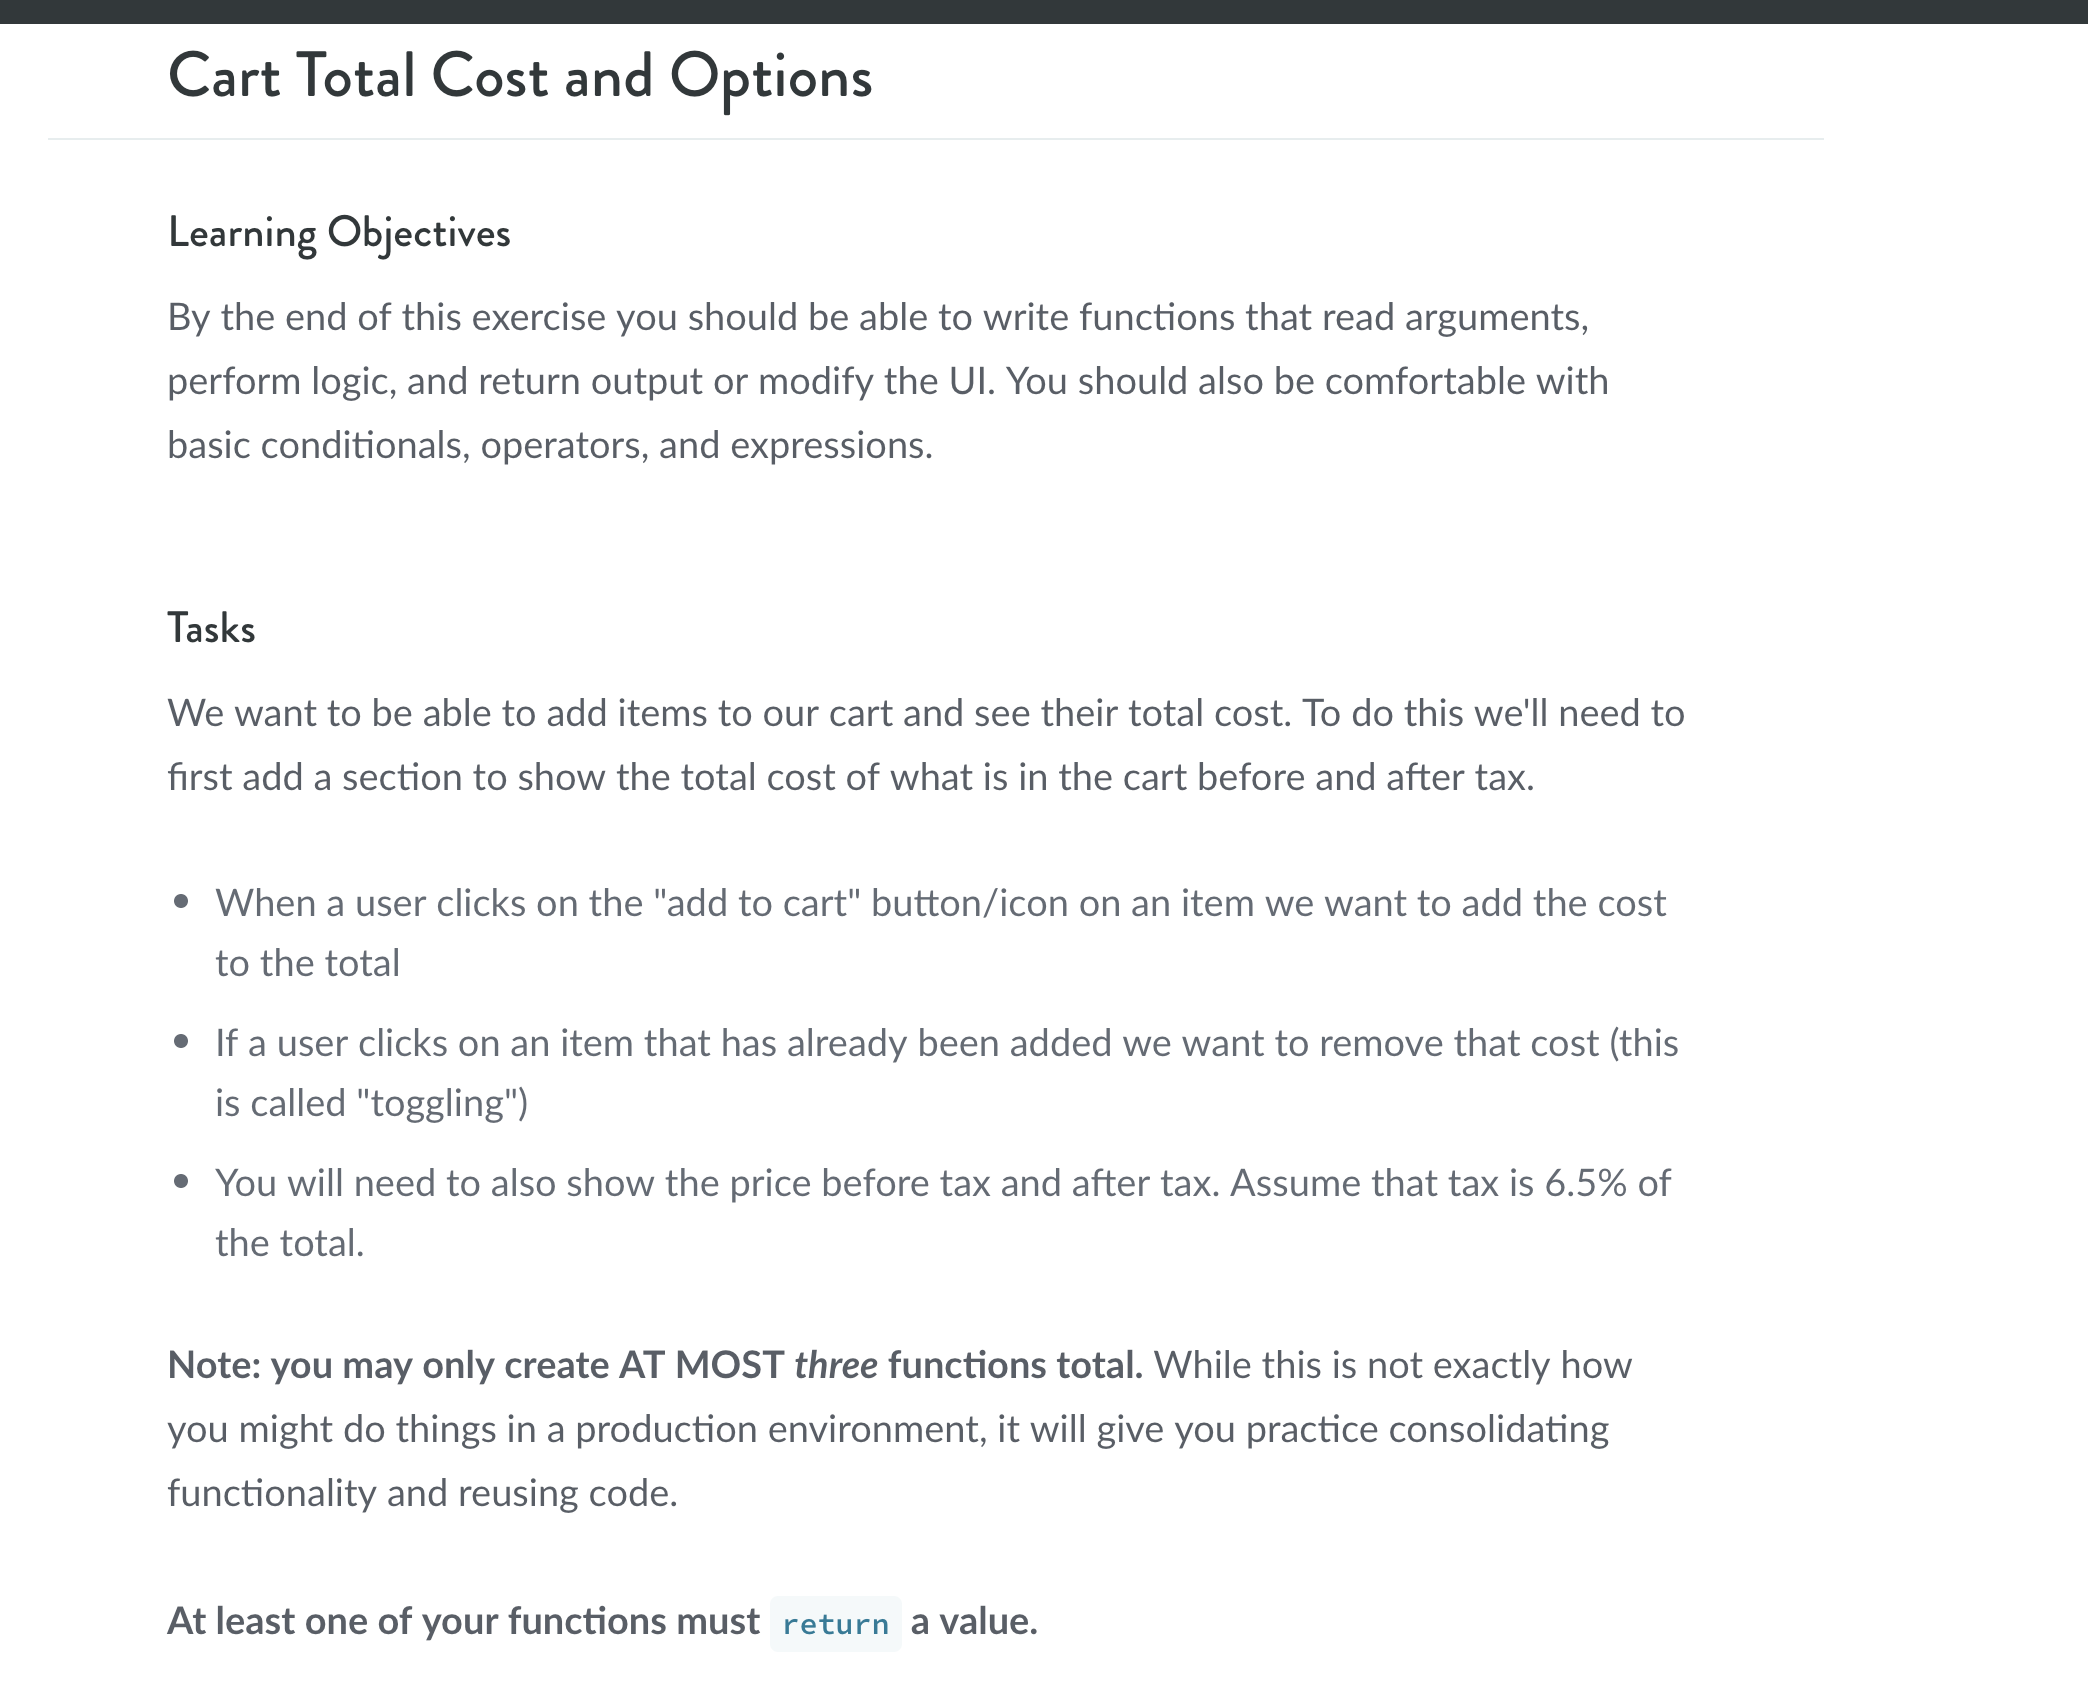 Cart Total Cost and Options
Learning Objectives
By the end of this exercise you should be able to write functions that read arguments,
perform logic, and return output or modify the UI. You should also be comfortable with
basic conditionals, operators, and expressions.
Tasks
We want to be able to add items to our cart and see their total cost. To do this we'll need to
first add a section to show the total cost of what is in the cart before and after tax.
• When a user clicks on the "add to cart" button/icon on an item we want to add the cost
to the total
• If a user clicks on an item that has already been added we want to remove that cost (this
is called "toggling")
• You will need to also show the price before tax and after tax. Assume that tax is 6.5% of
the total.
Note: you may only create AT MOST three functions total. While this is not exactly how
you might do things in a production environment, it will give you practice consolidating
functionality and reusing code.
At least one of your functions must return a value.